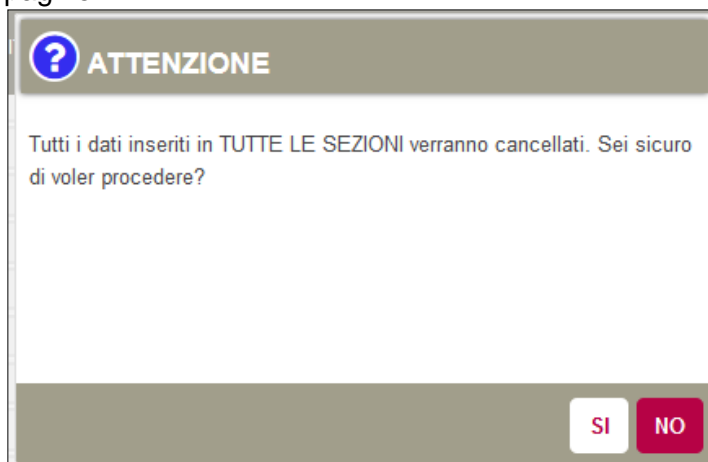 ATTENZIONE
Tutti i dati inseriti in TUTTE LE SEZIONI verranno cancellati. Sei sicuro
di voler procedere?
SI NO